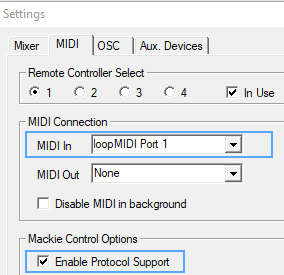 Settings
Mixer MIDI OSC Aux. Devices
Remote Controller Select
1 2 3 4 In Use
MIDI Connection
MIDI In loopMIDI Port 1
MIDI Out None
Disable MIDI in background
Mackie Control Options
Enable Protocol Support